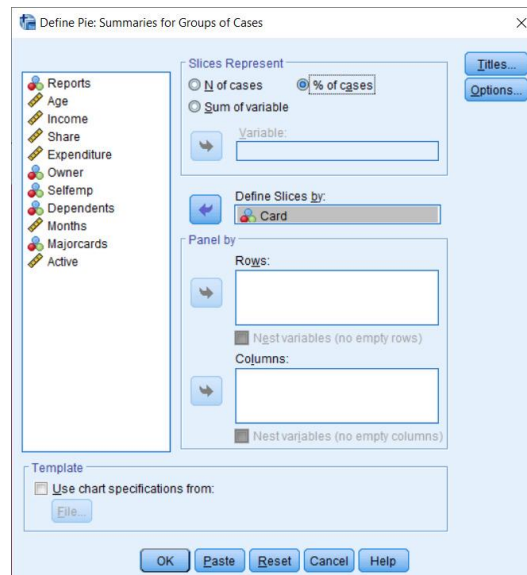 Define Pie: Summaries for Groups of Cases
Reports
Age
Income
Share
Expenditure
Owner
Selfemp
Dependents
Months
Majorcards
Active
Slices Represent
N of cases
% of cases
Sum of variable
Variable:
Define Slices by:
Card
Panel by
Rows:
Nest variables (no empty rows)
Columns:
Nest variables (no empty columns)
Titles...
Options...
Template
Use chart specifications from:
File...
OK Paste Reset Cancel Help